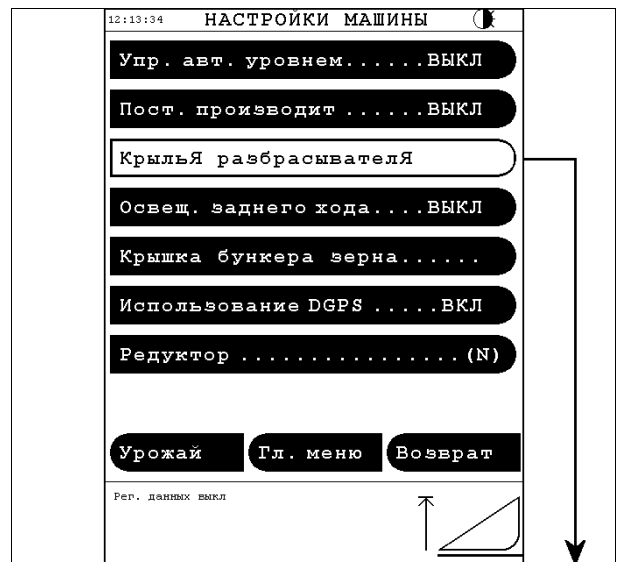 12:13:34 НАСТРОЙКИ МАШИНЫ
Упр. авт. уровнем......ВЫКЛ
Пост. производит ......ВЫКЛ
КрыльЯ разбрасывателЯ
Освещ. заднего хода....ВЫКЛ
Крышка бункера зерна......
Использование DGPS .....ВКЛ
Редуктор ................(N)
Урожай Гл. меню Возврат
Рег. данных выкл